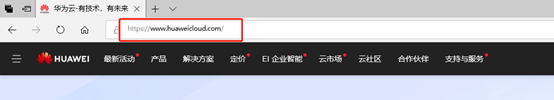 华为云-有技术，有未来
https://www.huaweicloud.com/
HUAWEI 最新活动 产品 解决方案 定价 EI 企业智能 云市场 云社区 合作伙伴 支持与服务